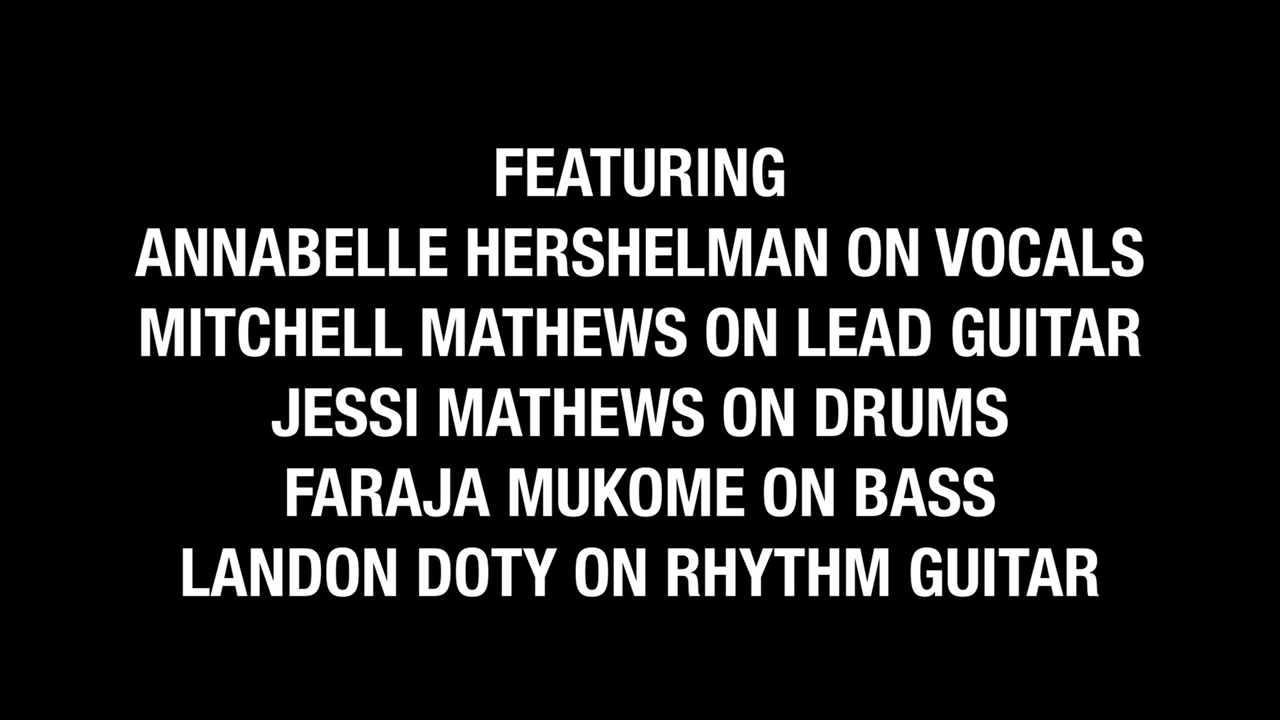 FEATURING
ANNABELLE HERSHELMAN ON VOCALS
MITCHELL MATHEWS ON LEAD GUITAR
JESSI MATHEWS ON DRUMS
FARAJA MUKOME ON BASS
LANDON DOTY ON RHYTHM GUITAR